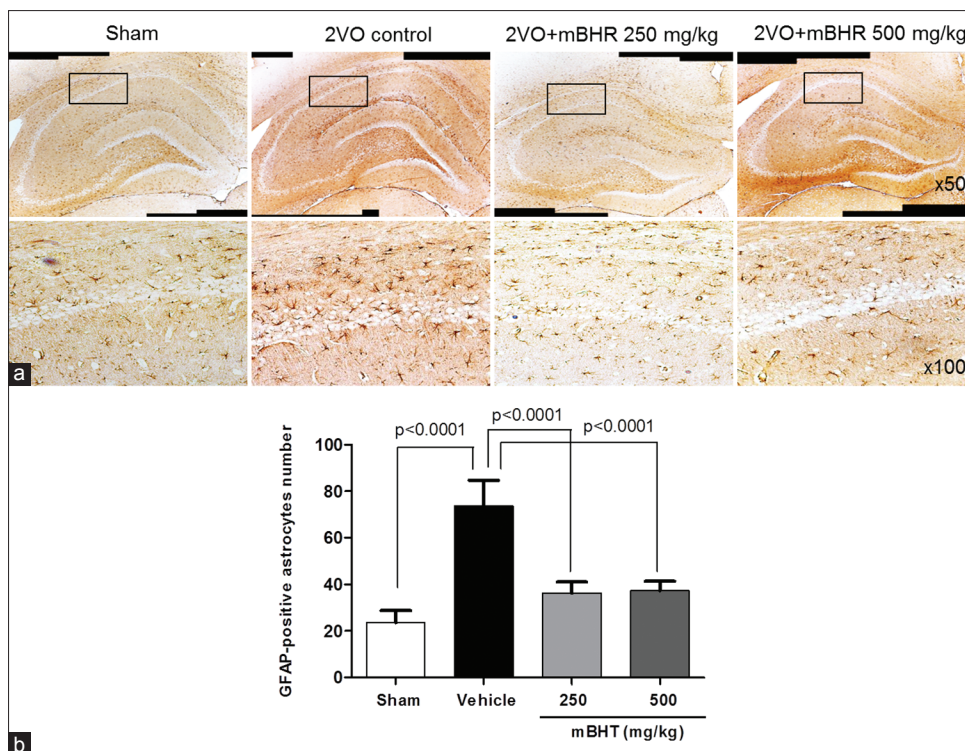 Sham 2VO control 2VO+mBHR 250 mg/kg 2VO+mBHR 500 mg/kg
x50
x100
a
p<0.0001
p<0.0001 p<0.0001
100
80
60
40
20
0
GFAP-positive astrocytes number
Sham Vehicle 250 500
mBHT (mg/kg)
b